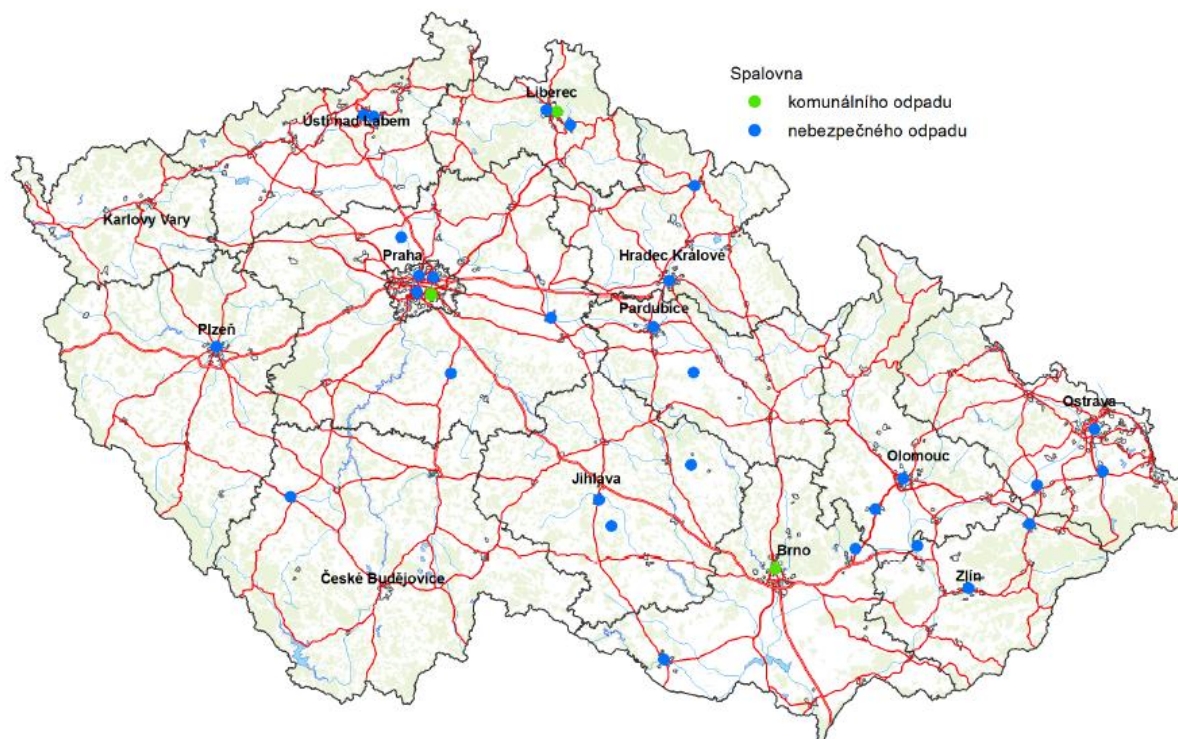 Spalovna
komunálního odpadu
nebezpečného odpadu
Liberec
Ústí nad Labem
Karlovy Vary
Praha
Hradec Králové
Pardubice
Plzeň
Ostrava
Olomouc
Jihlava
Brno
České Budějovice
Zlín